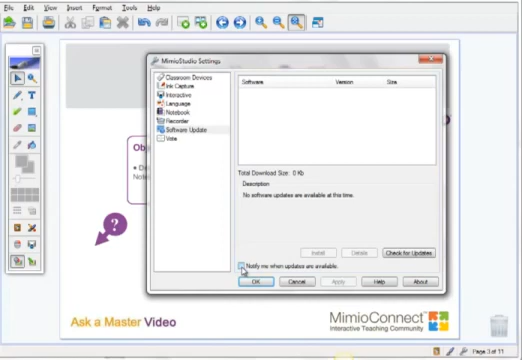 File Edit View Insert Format Tools Help
MimioStudio Settings
Classroom Devices
Ink Capture
Interactive
Language
Notebook
Recorder
Software Update
Vote
Software Version Size
Total Download Size: 0 Kb
Description
No software updates are available at this time.
Install Details Check for Updates
Notify me when updates are available.
OK Cancel Apply Help About
Ob
?
Ask a Master Video
MimioConnect
Interactive Teaching Community
Page 3 of 11